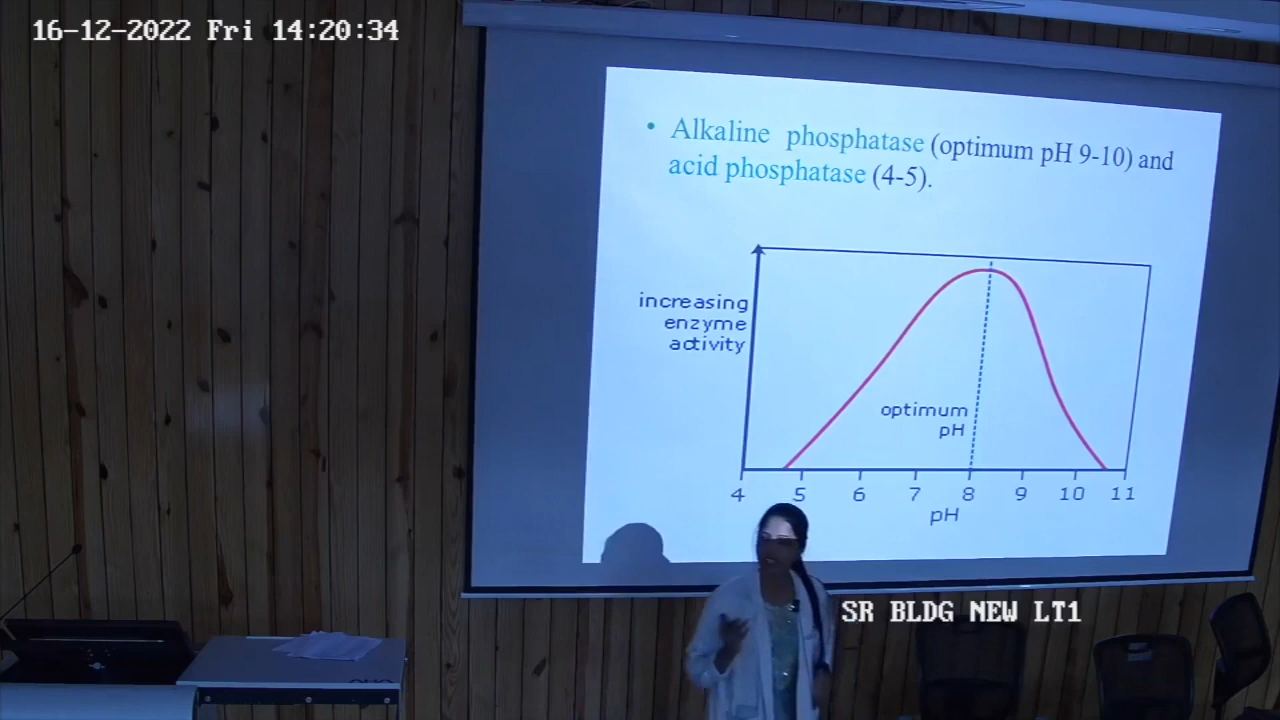 16-12-2022 Fri 14:20:34
• Alkaline phosphatase (optimum pH 9-10) and
acid phosphatase (4-5).
increasing
enzyme
activity
optimum
pH
4 5 6 7 8 9 10 11
pH
SR BLDG NEW LT1